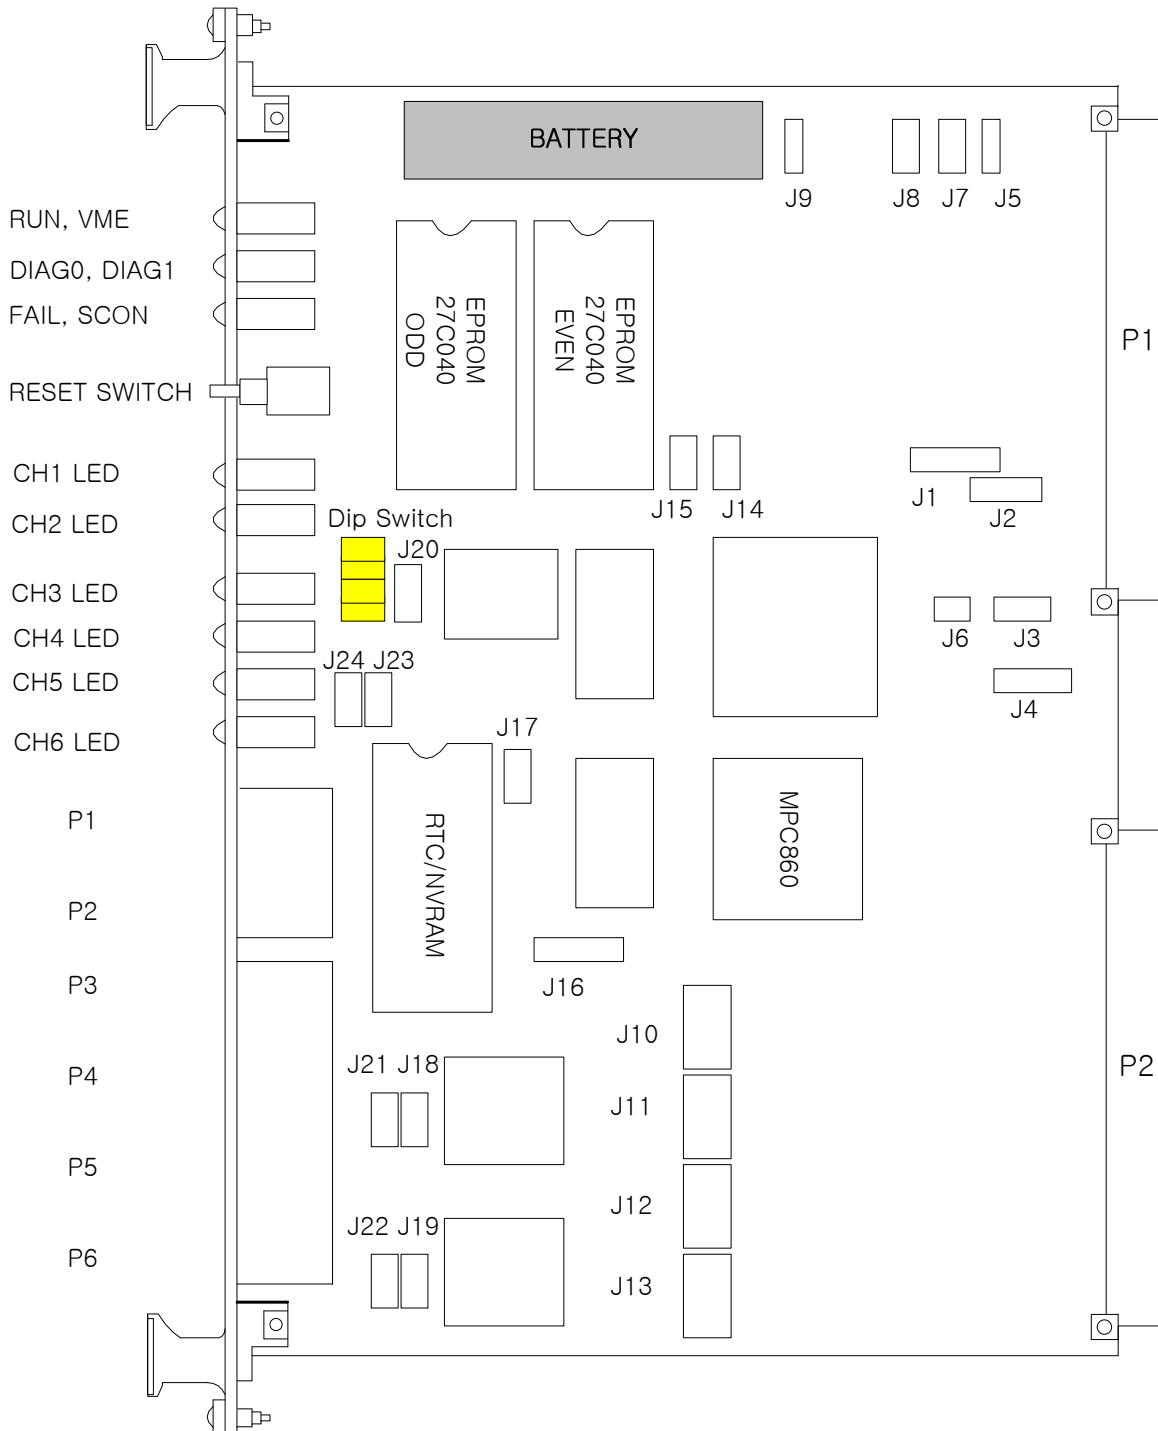 BATTERY
J9
J8
J7
J5
RUN, VME
DIAG0, DIAG1
FAIL, SCON
RESET SWITCH
EPROM
27C040
ODD
EPROM
27C040
EVEN
P1
CH1 LED
CH2 LED
CH3 LED
CH4 LED
CH5 LED
CH6 LED
J15
J14
J1
J2
Dip Switch
J20
J6
J3
J24
J23
J4
J17
P1
P2
P3
P4
P5
P6
RTC/NVRAM
MPC860
J16
J10
J21
J18
J11
P2
J12
J22
J19
J13